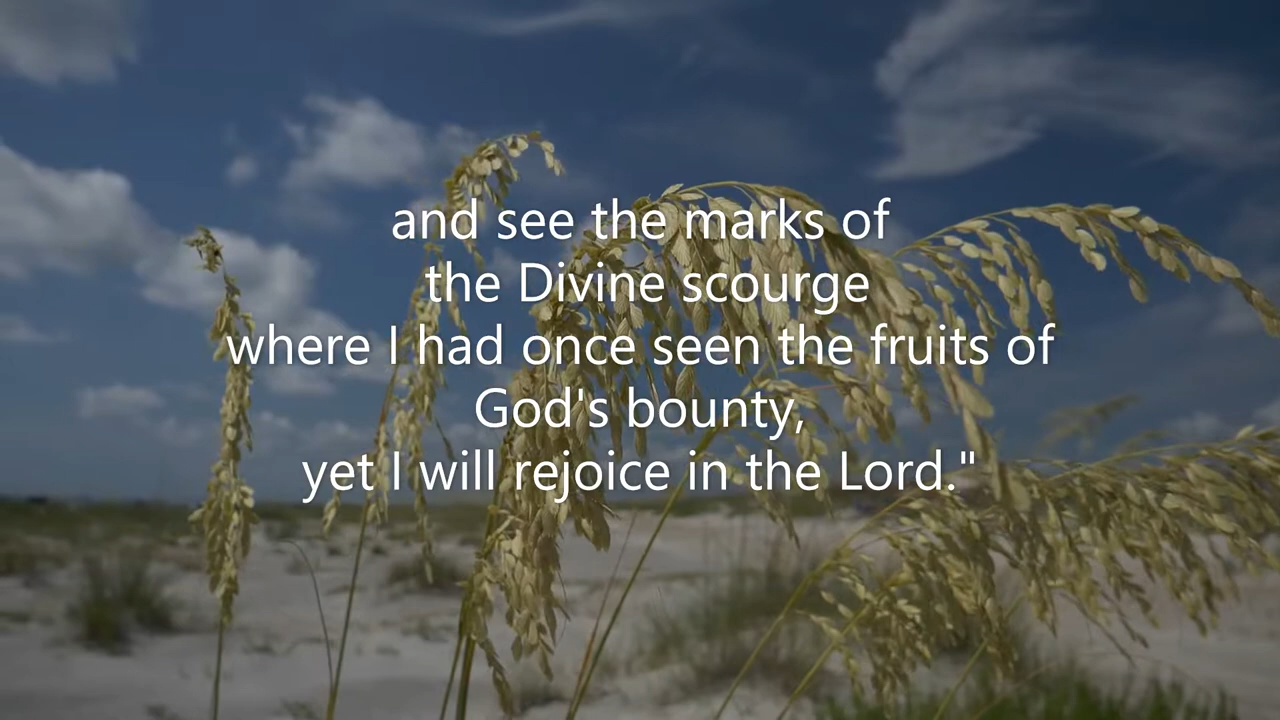 and see the marks of
the Divine scourge
where I had once seen the fruits of
God's bounty,
yet I will rejoice in the Lord."